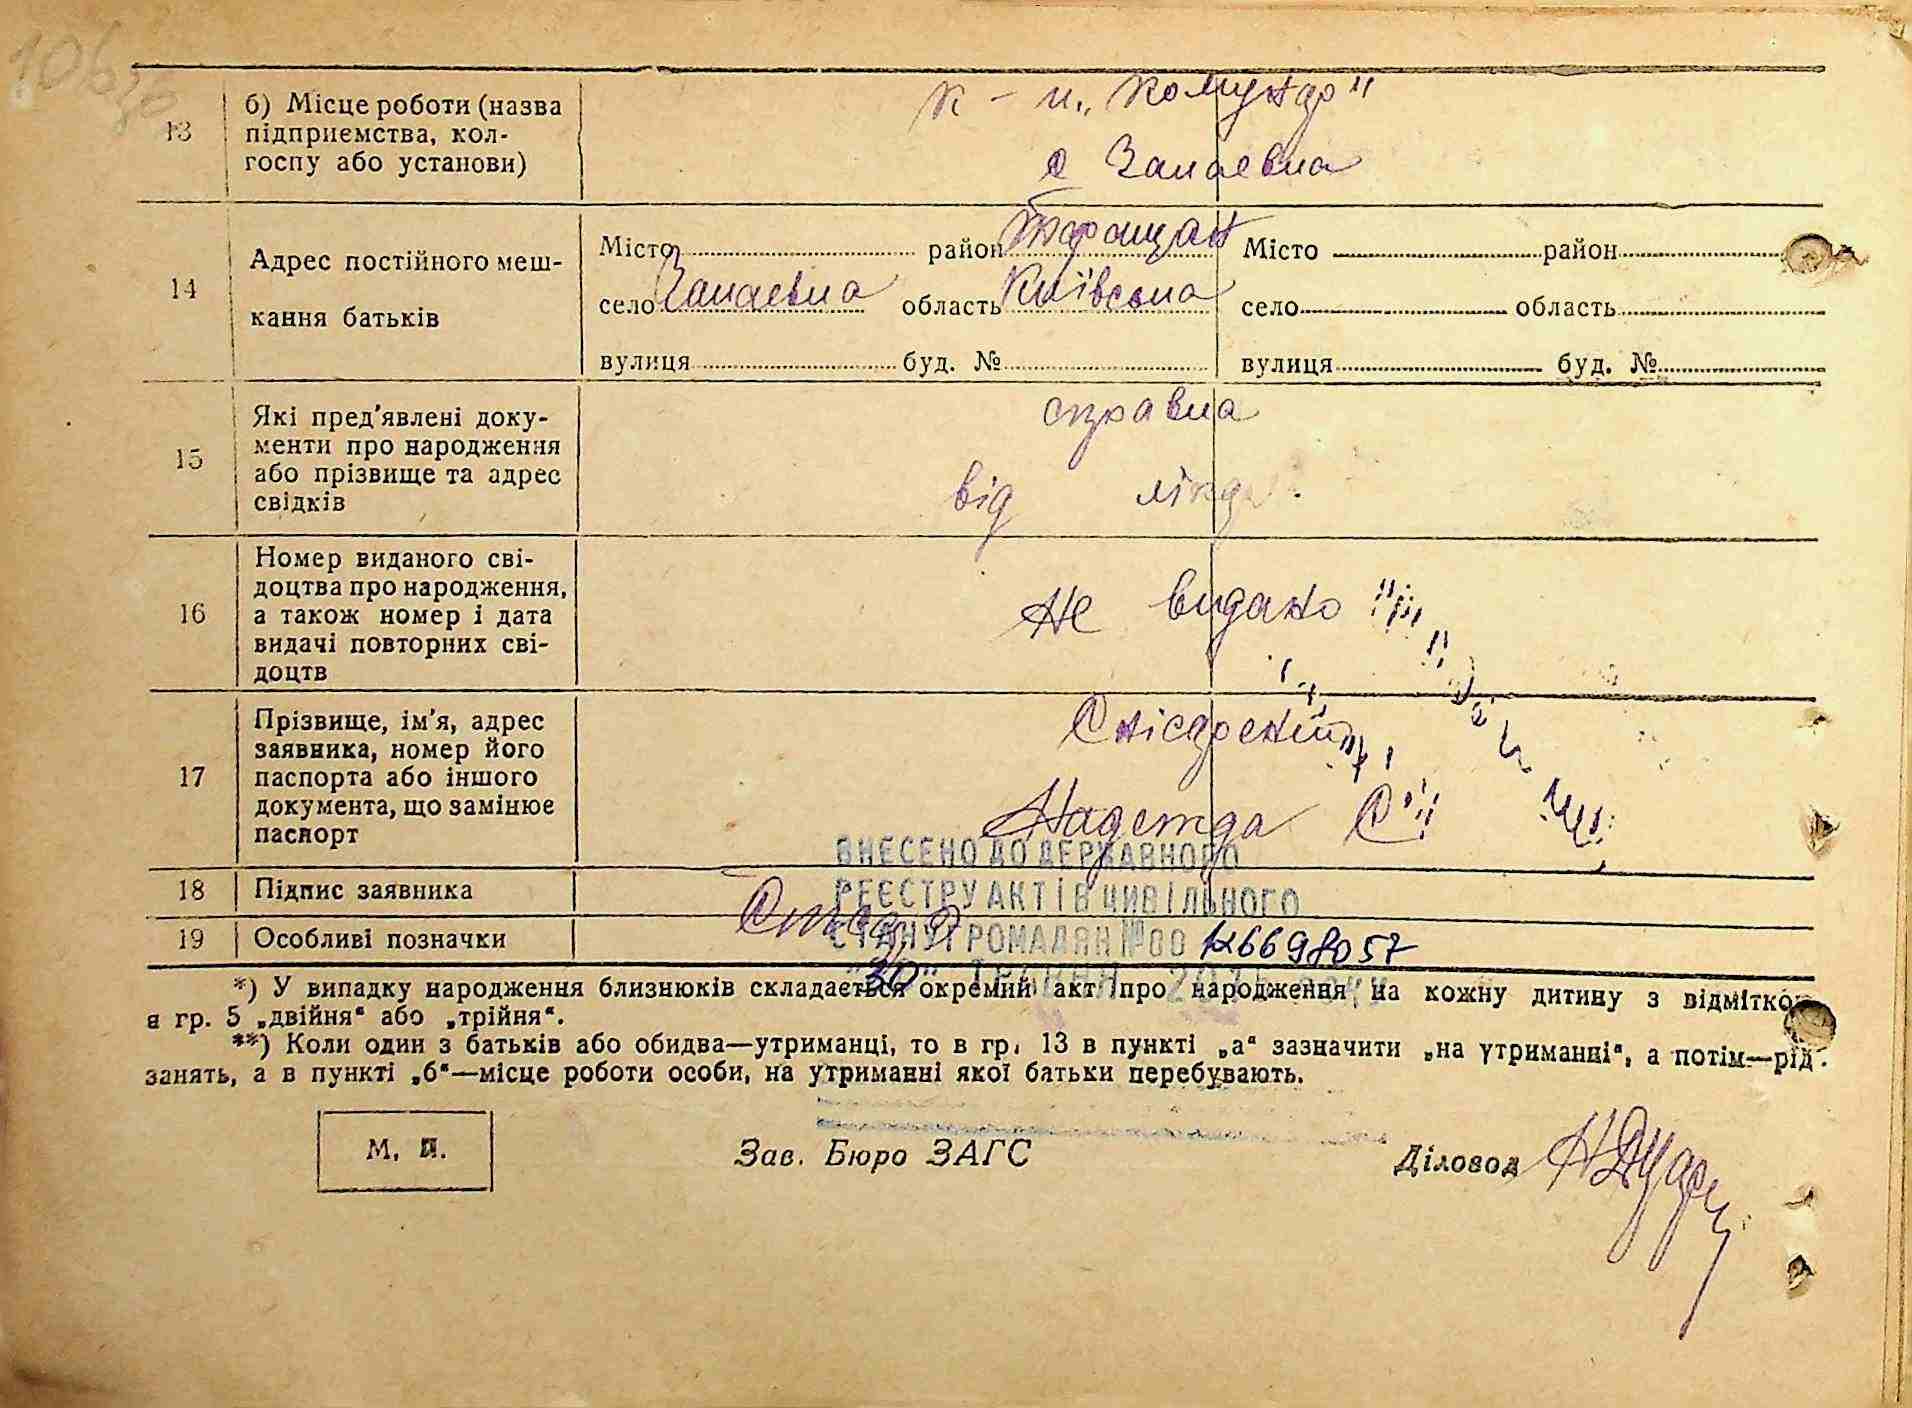 106зв
13
б) Місце роботи (назва
підприємства, кол-
госпу або установи)
к - п „Комунар"
с Чапаевка
14
Адрес постійного меш-
кання батьків
Місто район Таращан
село Чапаевка область Київська
вулиця буд. №
Місто район
село область
вулиця буд. №
15
Які пред'явлені доку-
менти про народження
або прізвище та адрес
свідків
справка
від
16
Номер виданого сві-
доцтва про народження,
а також номер і дата
видачі повторних сві-
доцтв
Не видано
17
Прізвище, ім'я, адрес
заявника, номер його
паспорта або іншого
документа, що замінює
паспорт
Надежда С
18
Підпис заявника
19
Особливі позначки
ВНЕСЕНО ДО ДЕРЖАВНОГО
РЕЄСТРУ АКТІВ ЦИВІЛЬНОГО
СТАНУ ГРОМАДЯН №00 126698057
"30" ТРАВНЯ
*) У випадку народження близнюків складається окремий акт про народження на кожну дитину з відміткою
в гр. 5 „двійня" або „трійня".
**) Коли один з батьків або обидва—утриманці, то в гр. 13 в пункті „а" зазначити „на утриманні", а потім—рід
занять, а в пункті „б"—місце роботи особи, на утриманні якої батьки перебувають.
М. П.
Зав. Бюро ЗАГС
Діловод